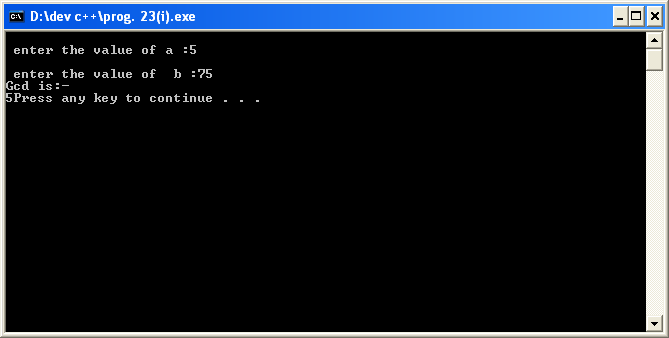 D:\dev c++\prog. 23(i).exe
enter the value of a :5
enter the value of  b :75
Gcd is:-
5Press any key to continue . . .